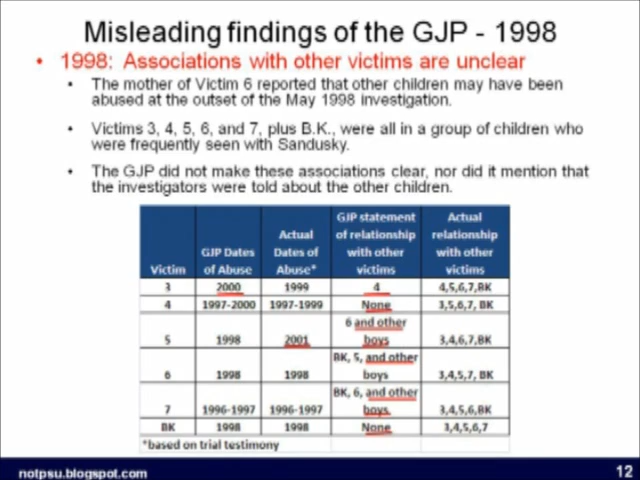 Misleading findings of the GJP - 1998
• 1998: Associations with other victims are unclear
• The mother of Victim 6 reported that other children may have been
abused at the outset of the May 1998 investigation.
• Victims 3, 4, 5, 6, and 7, plus B.K., were all in a group of children who
were frequently seen with Sandusky.
• The GJP did not make these associations clear, nor did it mention that
the investigators were told about the other children.
Victim GJP Dates of Abuse Actual Dates of Abuse* GJP statement of relationship with other victims Actual relationship with other victims
3 2000 1999 4 4,5,6,7,BK
4 1997-2000 1997-1999 None 3,5,6,7, BK
5 1998 2001 6 and other boys 3,4,6,7,BK
6 1998 1998 BK, 5, and other boys 3,4,5,7, BK
7 1996-1997 1996-1997 BK, 6, and other boys 3,4,5,6,BK
BK 1998 1998 None 3,4,5,6,7
*based on trial testimony
notpsu.blogspot.com 12